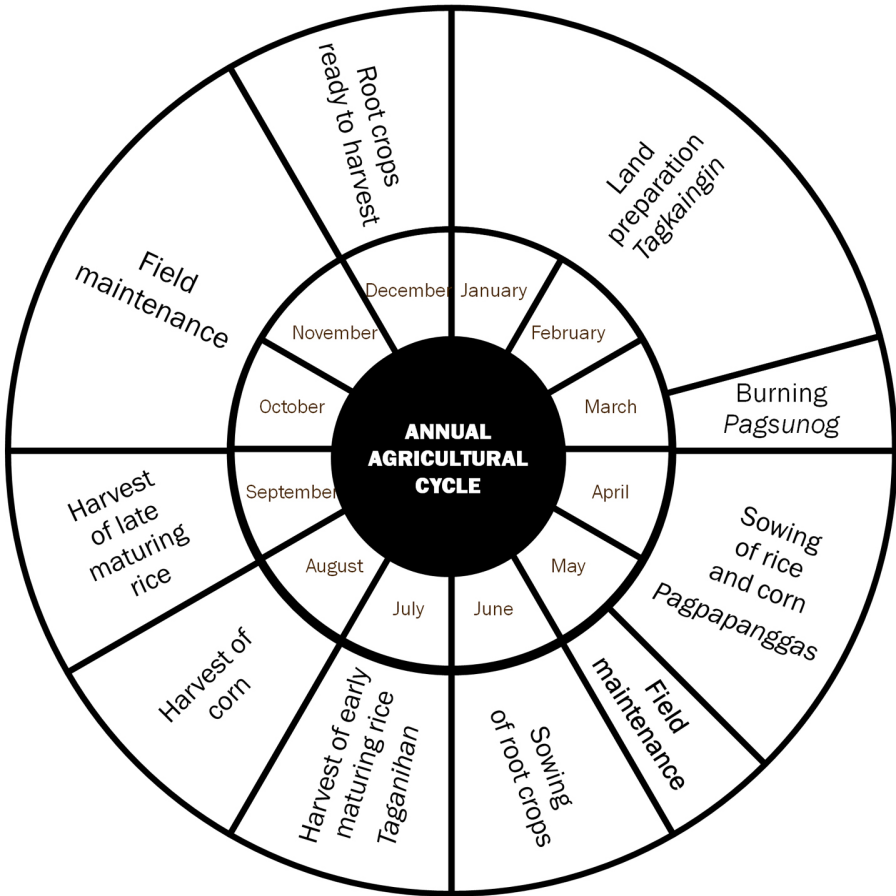 ANNUAL
AGRICULTURAL
CYCLE
January
February
March
April
May
June
July
August
September
October
November
December
Land
preparation
Tagkaingin
Burning
Pagsunog
Sowing
of rice
and corn
Pagpapanggas
Field
maintenance
Sowing
of root crops
Harvest of early
maturing rice
Taganihan
Harvest of
corn
Harvest
of late
maturing
rice
Field
maintenance
Root crops
ready to harvest